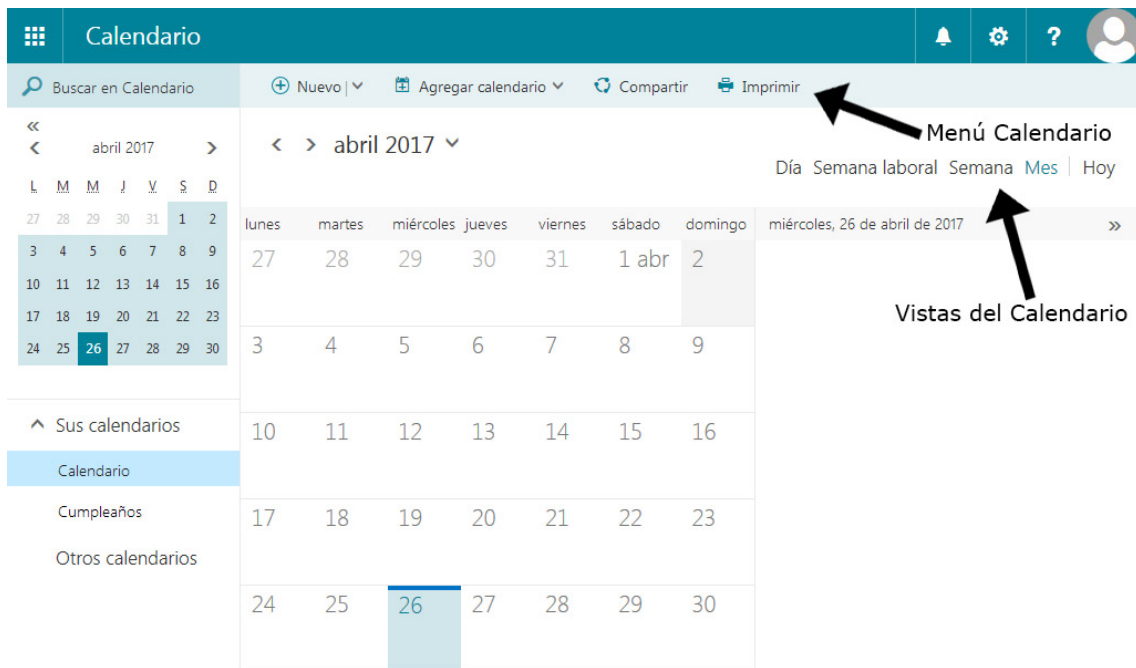 Calendario
?
Buscar en Calendario
Nuevo | Agregar calendario Compartir Imprimir
Menú Calendario
« 
< abril 2017 >
< > abril 2017
Día Semana laboral Semana Mes | Hoy
L M M J V S D
27 28 29 30 31 1 2
3 4 5 6 7 8 9
10 11 12 13 14 15 16
17 18 19 20 21 22 23
24 25 26 27 28 29 30
lunes martes miércoles jueves viernes sábado domingo
miércoles, 26 de abril de 2017 »
27 28 29 30 31 1 abr 2
Vistas del Calendario
3 4 5 6 7 8 9
10 11 12 13 14 15 16
17 18 19 20 21 22 23
24 25 26 27 28 29 30
Sus calendarios
Calendario
Cumpleaños
Otros calendarios